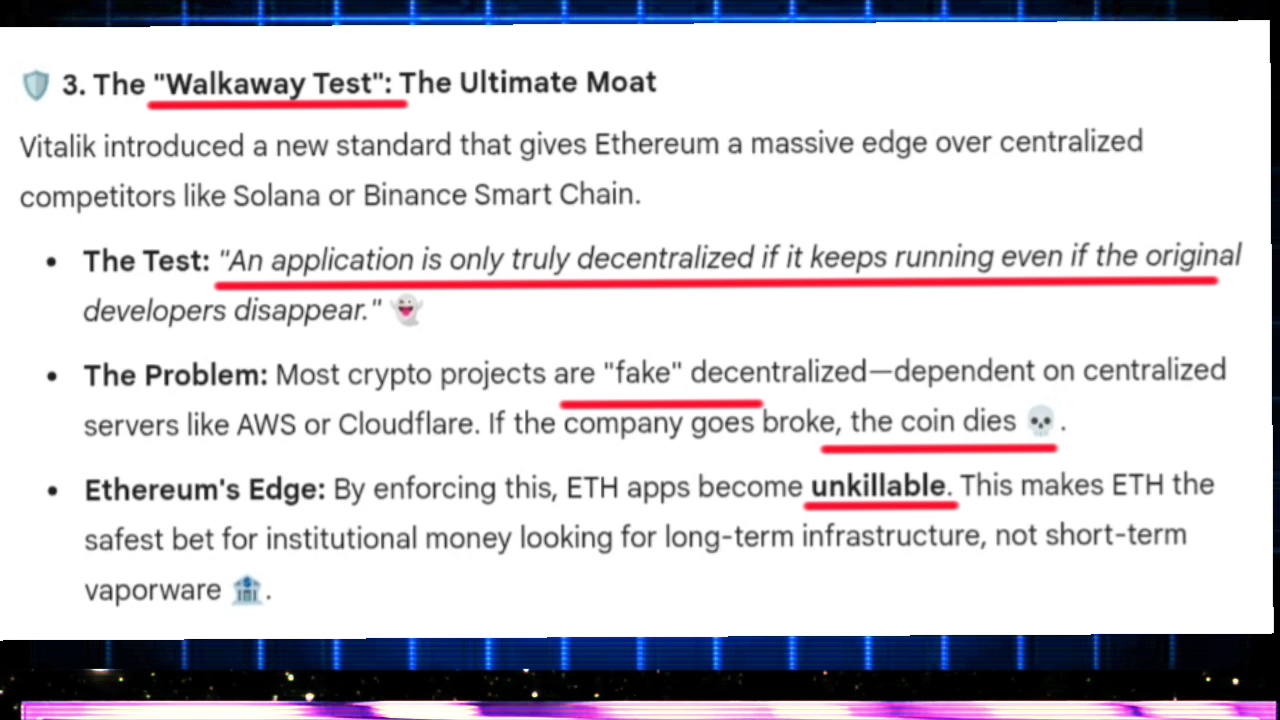 🛡️ 3. The "Walkaway Test": The Ultimate Moat
Vitalik introduced a new standard that gives Ethereum a massive edge over centralized
competitors like Solana or Binance Smart Chain.
• The Test: "An application is only truly decentralized if it keeps running even if the original
developers disappear." 👻
• The Problem: Most crypto projects are "fake" decentralized—dependent on centralized
servers like AWS or Cloudflare. If the company goes broke, the coin dies 💀.
• Ethereum's Edge: By enforcing this, ETH apps become unkillable. This makes ETH the
safest bet for institutional money looking for long-term infrastructure, not short-term
vaporware 🏦.